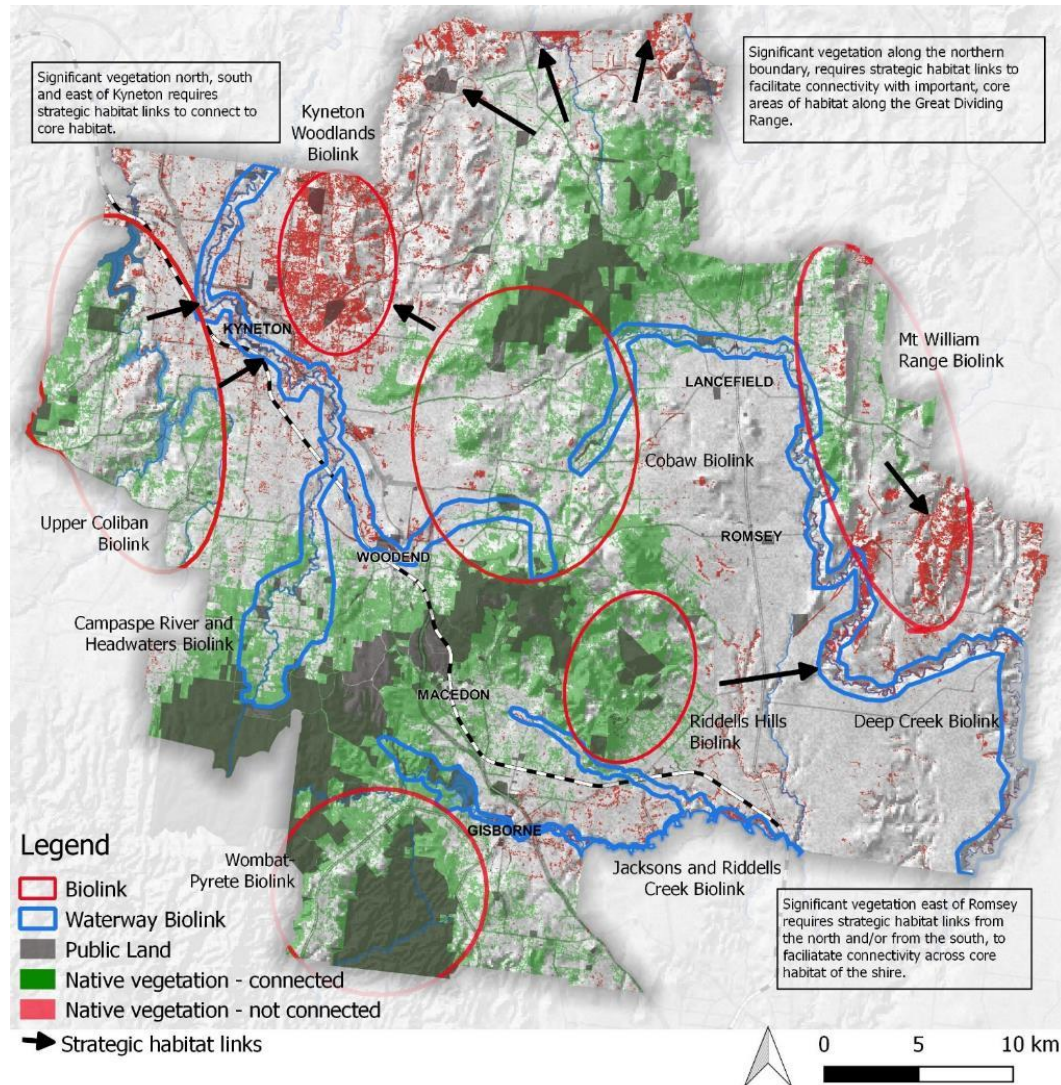 Significant vegetation north, south
and east of Kyneton requires
strategic habitat links to connect to
core habitat.
Significant vegetation along the northern
boundary, requires strategic habitat links to
facilitate connectivity with important, core
areas of habitat along the Great Dividing
Range.
Kyneton
Woodlands
Biolink
KYNETON
Mt William
Range Biolink
LANCEFIELD
Cobaw Biolink
Upper Coliban
Biolink
ROMSEY
WOODEND
Campaspe River and
Headwaters Biolink
MACEDON
Riddells Hills
Biolink
Deep Creek Biolink
GISBORNE
Wombat-
Pyrete Biolink
Jacksons and Riddells
Creek Biolink
Significant vegetation east of Romsey
requires strategic habitat links from
the north and/or from the south, to
faciliatate connectivity across core
habitat of the shire.
Legend
Biolink
Waterway Biolink
Public Land
Native vegetation - connected
Native vegetation - not connected
Strategic habitat links
0 5 10 km